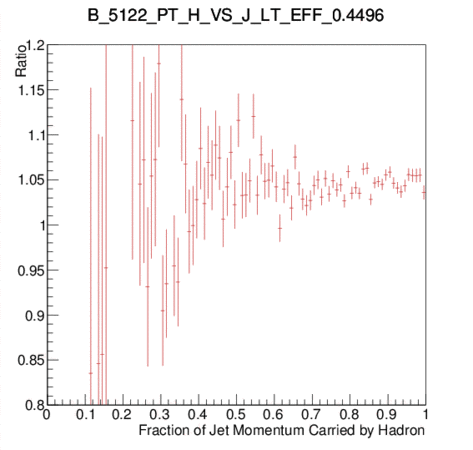 B_5122_PT_H_VS_J_LT_EFF_0.4496
Ratio
1.2
1.15
1.1
1.05
1
0.95
0.9
0.85
0.8
0 0.1 0.2 0.3 0.4 0.5 0.6 0.7 0.8 0.9 1
Fraction of Jet Momentum Carried by Hadron